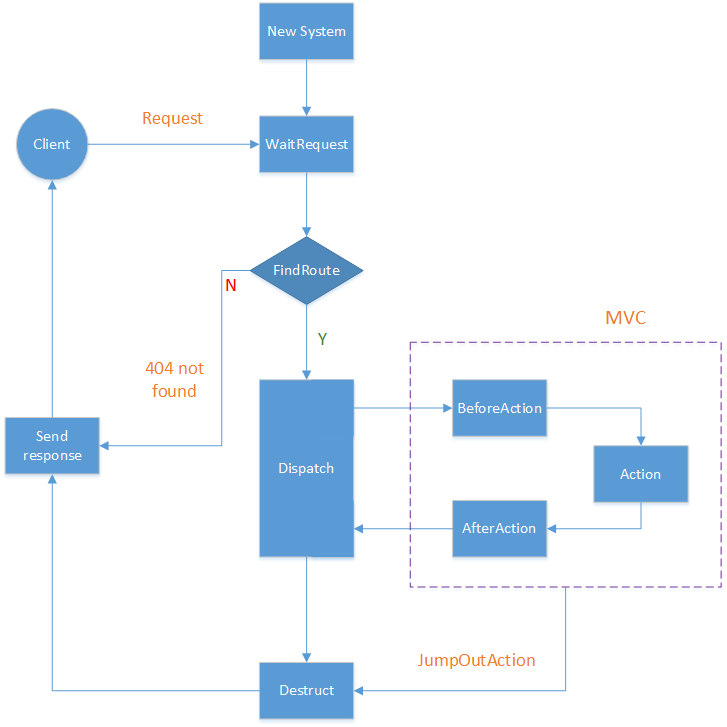 New System
Request
Client
WaitRequest
FindRoute
N
MVC
Y
404 not
found
BeforeAction
Send
response
Dispatch
Action
AfterAction
JumpOutAction
Destruct